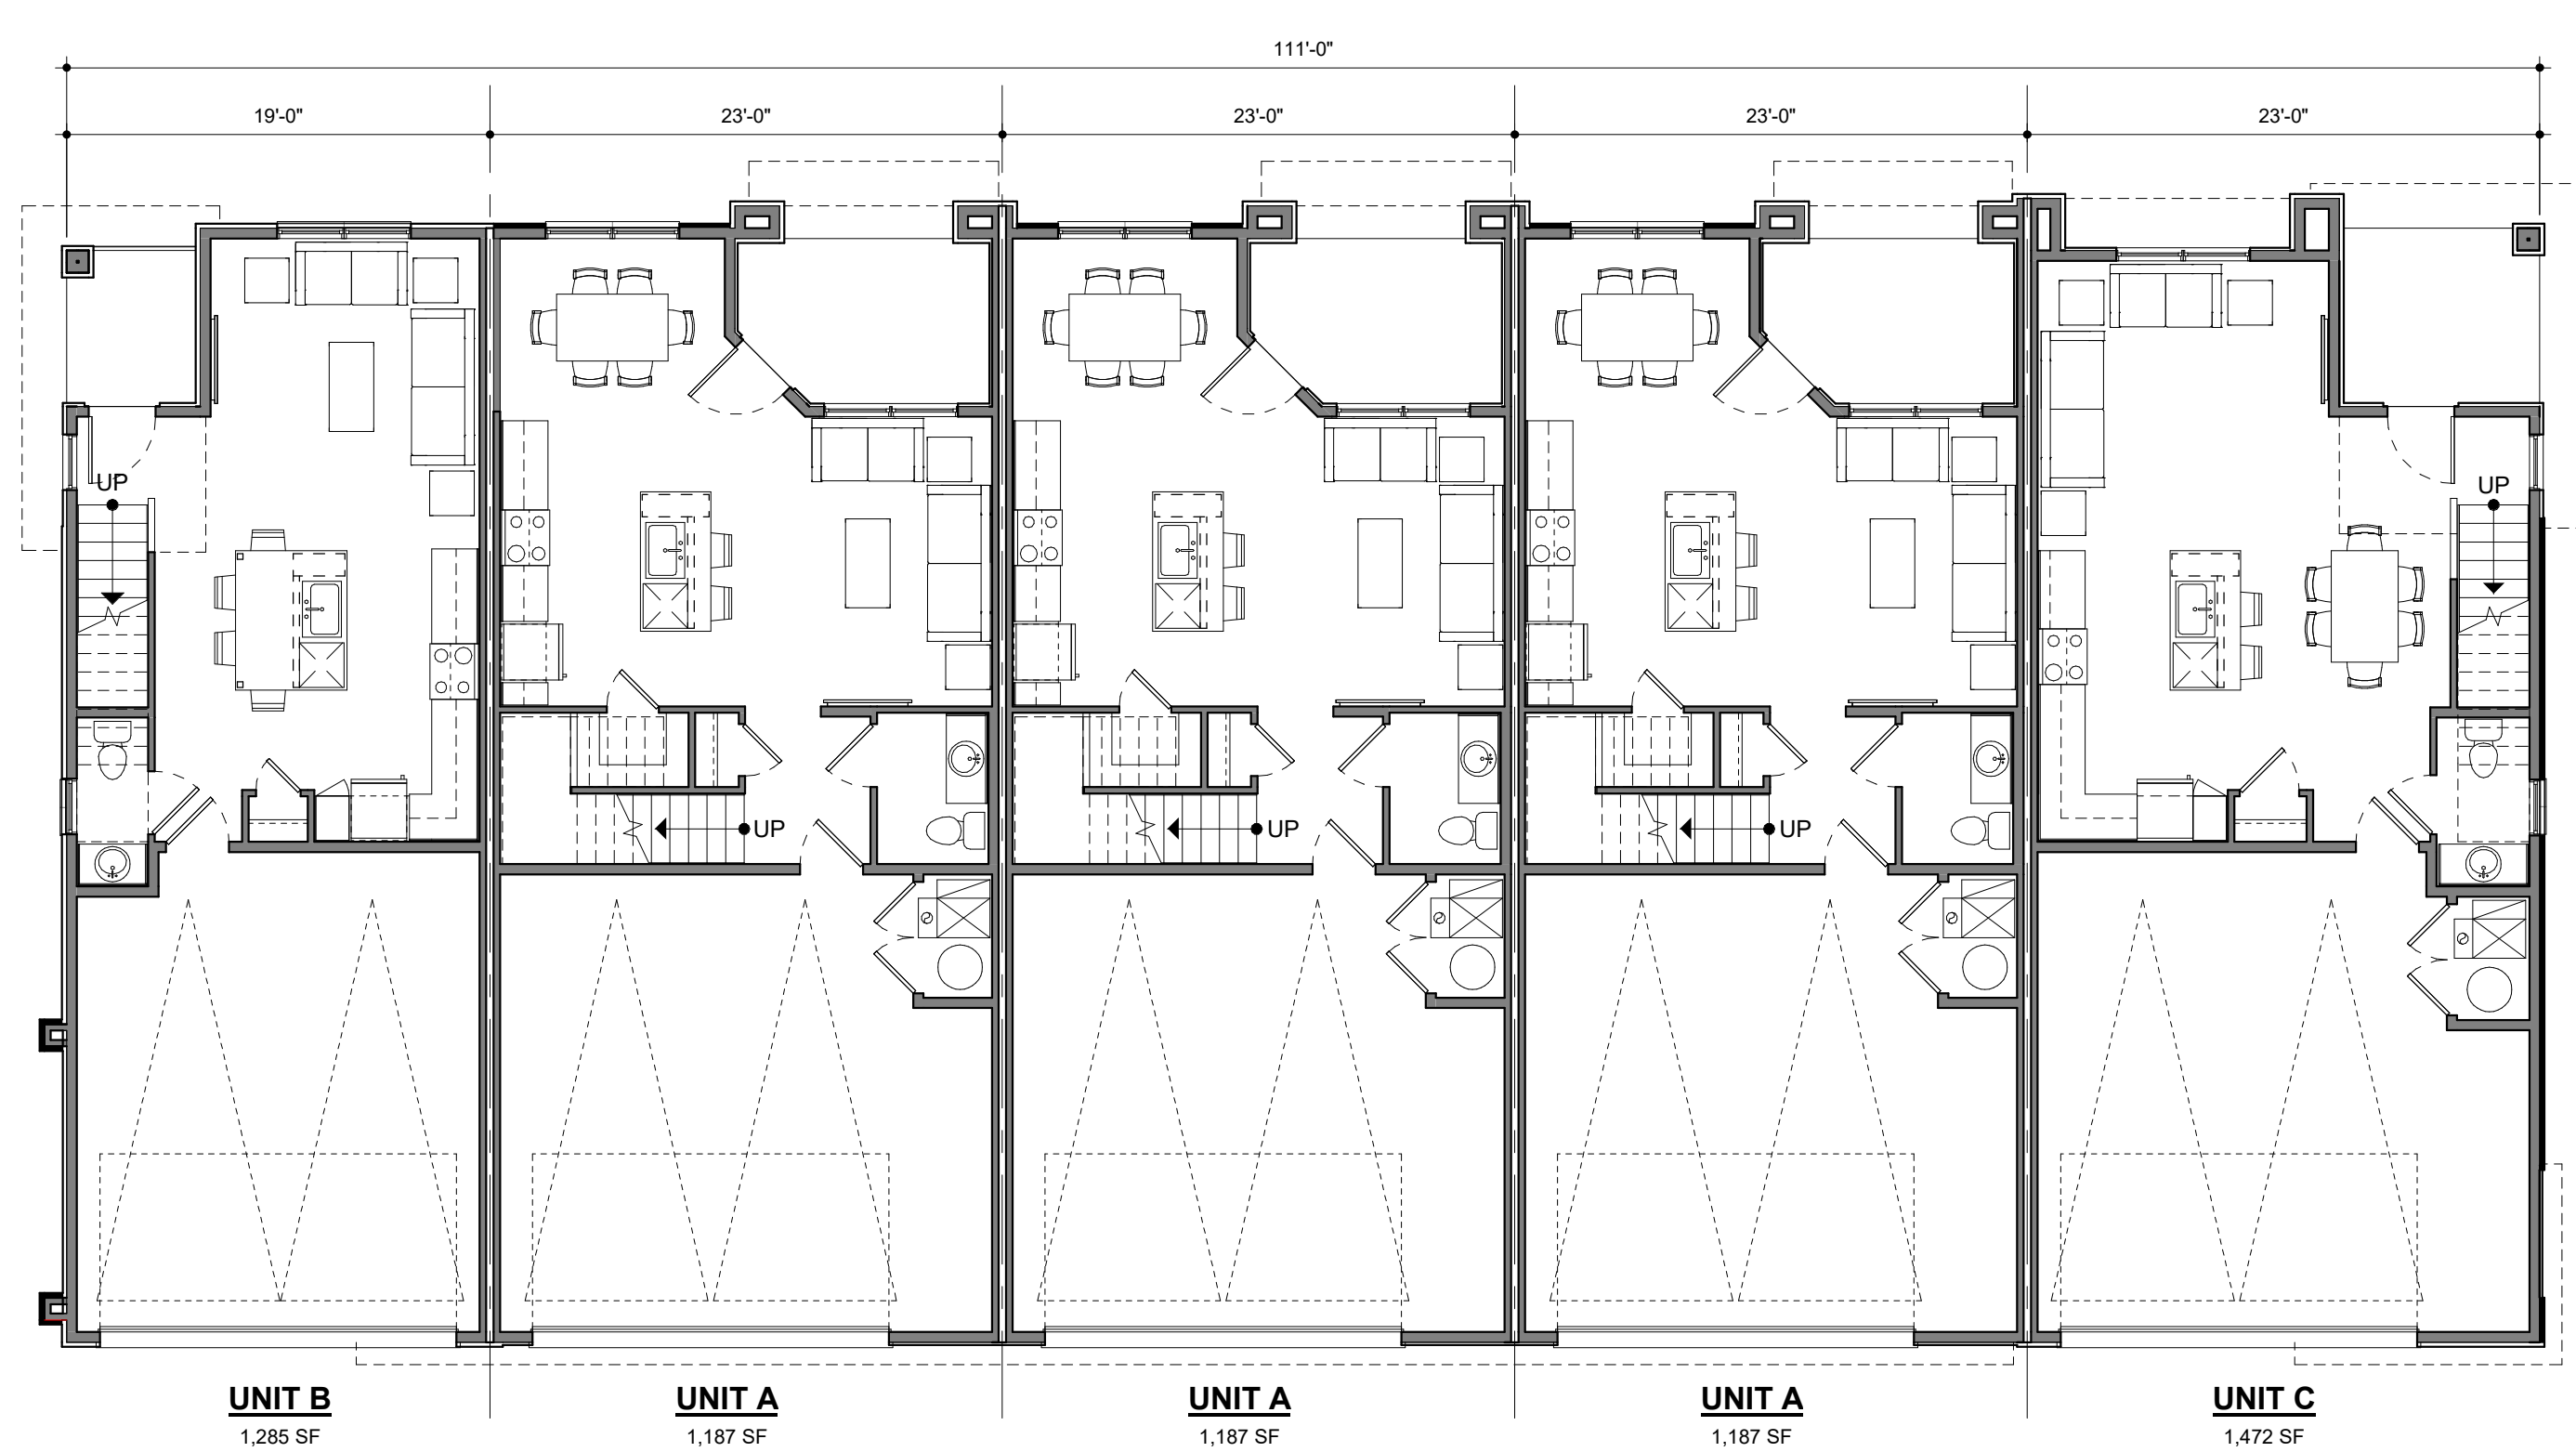 111'-0"
19'-0"
23'-0"
23'-0"
23'-0"
23'-0"
UP
UP
UP
UP
UP
UNIT B
UNIT A
UNIT A
UNIT A
UNIT C
1,285 SF
1,187 SF
1,187 SF
1,187 SF
1,472 SF